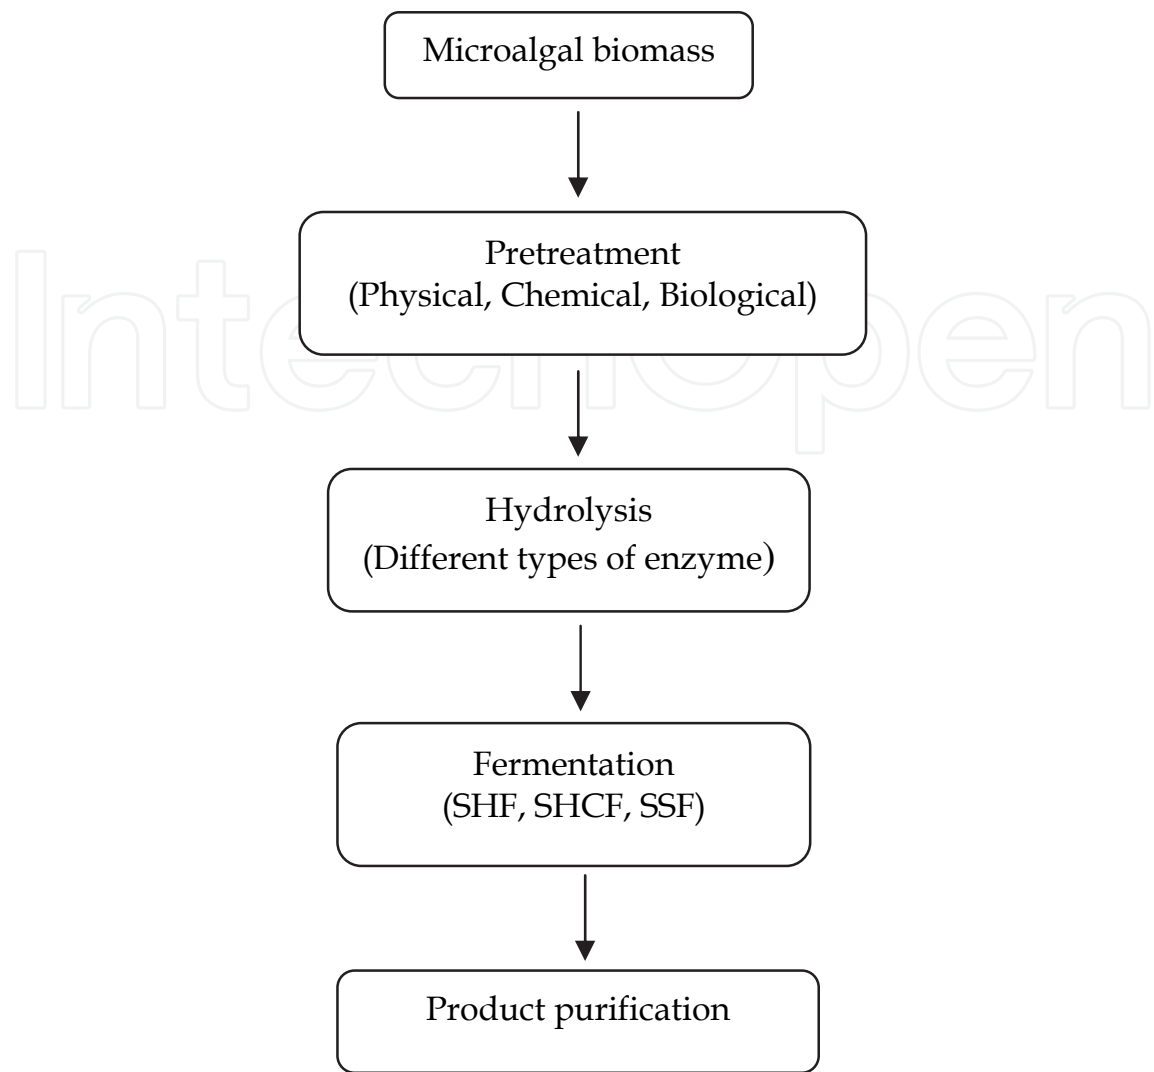 Microalgal biomass
Pretreatment
(Physical, Chemical, Biological)
IntechOpen
Hydrolysis
(Different types of enzyme)
Fermentation
(SHF, SHCF, SSF)
Product purification